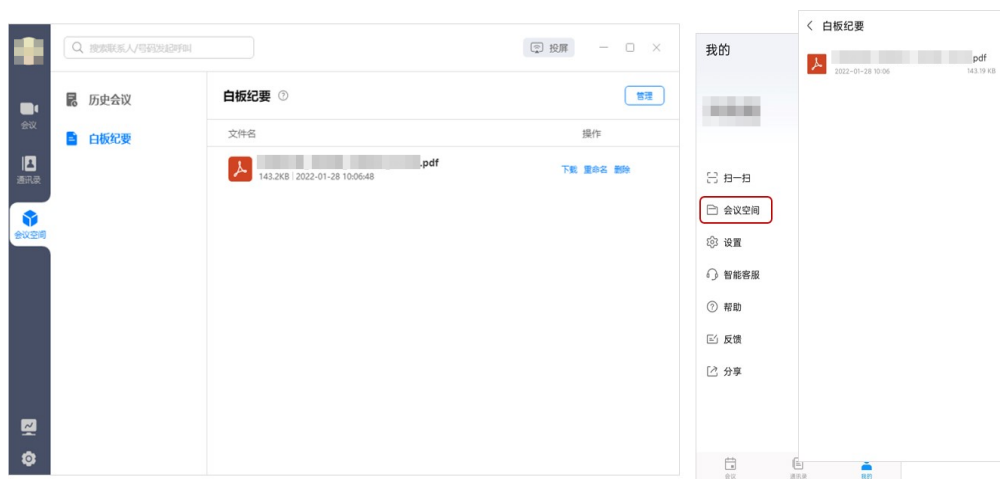 搜索联系人/号码发起呼叫
投屏
会议
通讯录
会议空间
历史会议
白板纪要
白板纪要
管理
文件名 操作
.pdf
143.2KB 2022-01-28 10:06:48
下载 重命名 删除
我的
扫一扫
会议空间
设置
智能客服
帮助
反馈
分享
会议 通讯录 我的
白板纪要
pdf
2022-01-28 10:06 143.19 KB